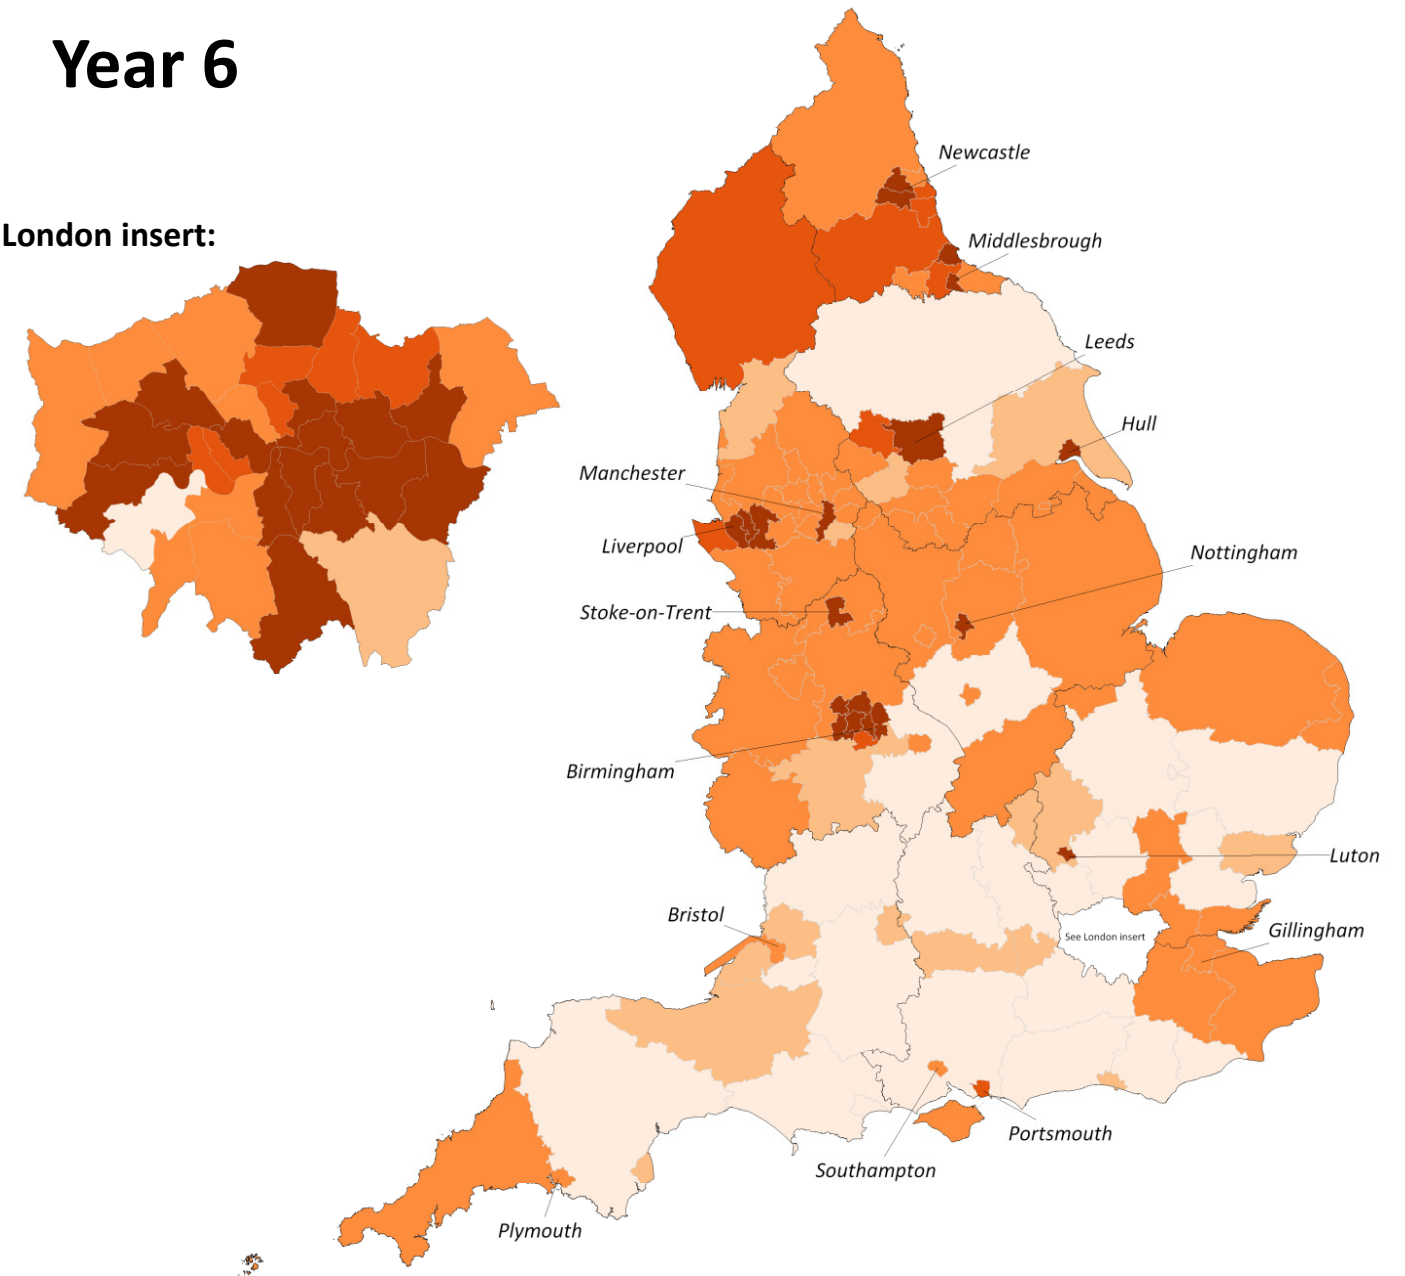 Year 6
London insert:
Newcastle
Middlesbrough
Leeds
Hull
Manchester
Liverpool
Nottingham
Stoke-on-Trent
Birmingham
Luton
Bristol
See London insert
Gillingham
Portsmouth
Southampton
Plymouth